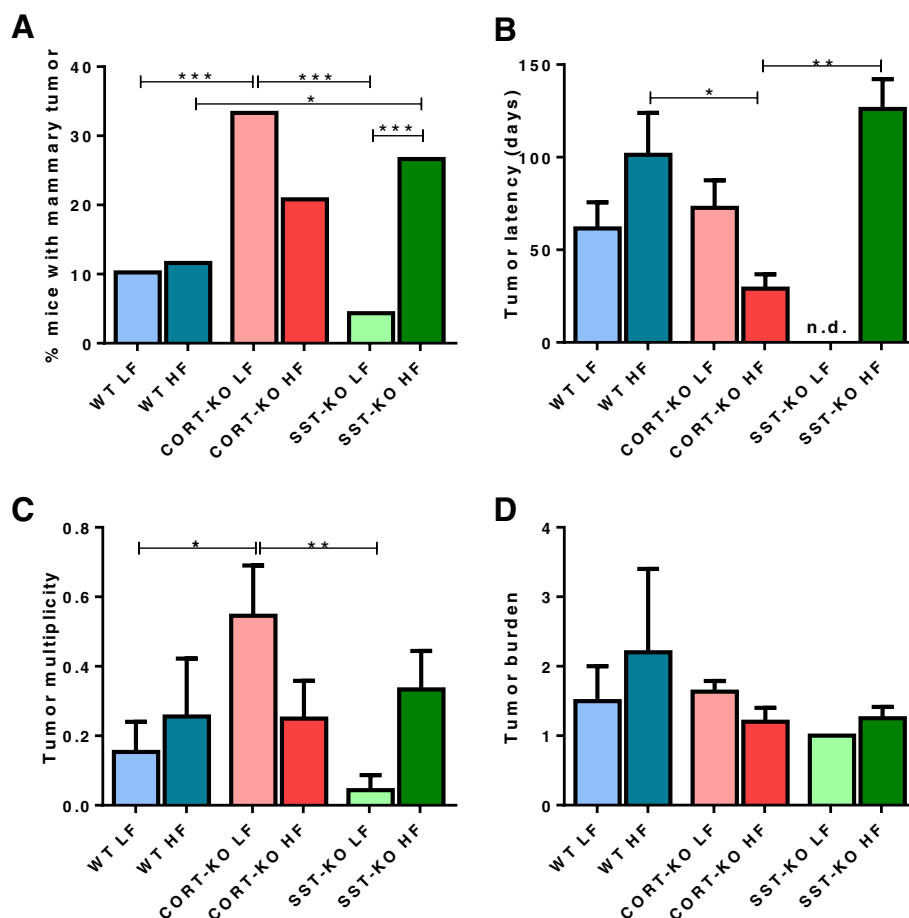 A
% mice with mammary tumor
40
30
20
10
0
***
***
*
***
WT LF
WT HF
CORT-KO LF
CORT-KO HF
SST-KO LF
SST-KO HF
B
Tumor latency (days)
150
100
50
0
*
**
n.d.
WT LF
WT HF
CORT-KO LF
CORT-KO HF
SST-KO LF
SST-KO HF
C
Tumor multiplicity
0.8
0.6
0.4
0.2
0.0
*
**
WT LF
WT HF
CORT-KO LF
CORT-KO HF
SST-KO LF
SST-KO HF
D
Tumor burden
4
3
2
1
0
WT LF
WT HF
CORT-KO LF
CORT-KO HF
SST-KO LF
SST-KO HF